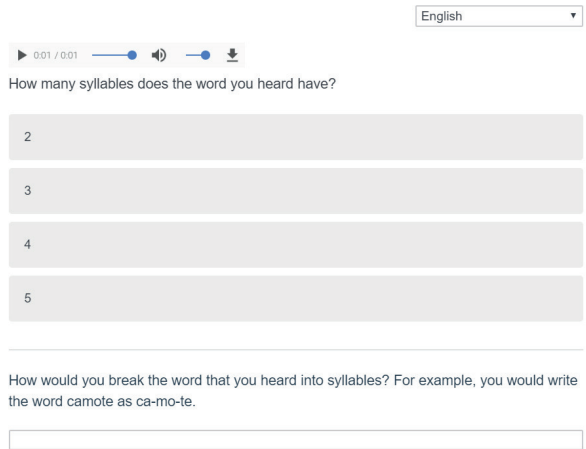 English
0:01 / 0:01
How many syllables does the word you heard have?
2
3
4
5
How would you break the word that you heard into syllables? For example, you would write
the word camote as ca-mo-te.